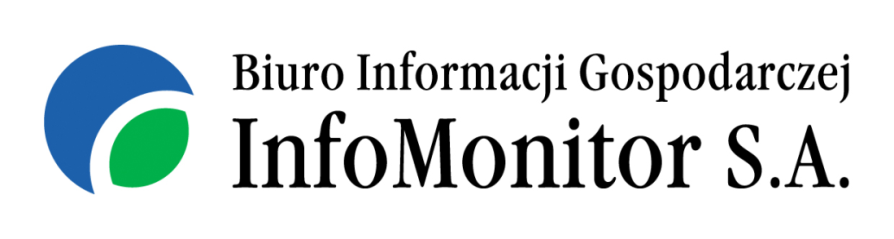 Biuro Informacji Gospodarczej
InfoMonitor S.A.